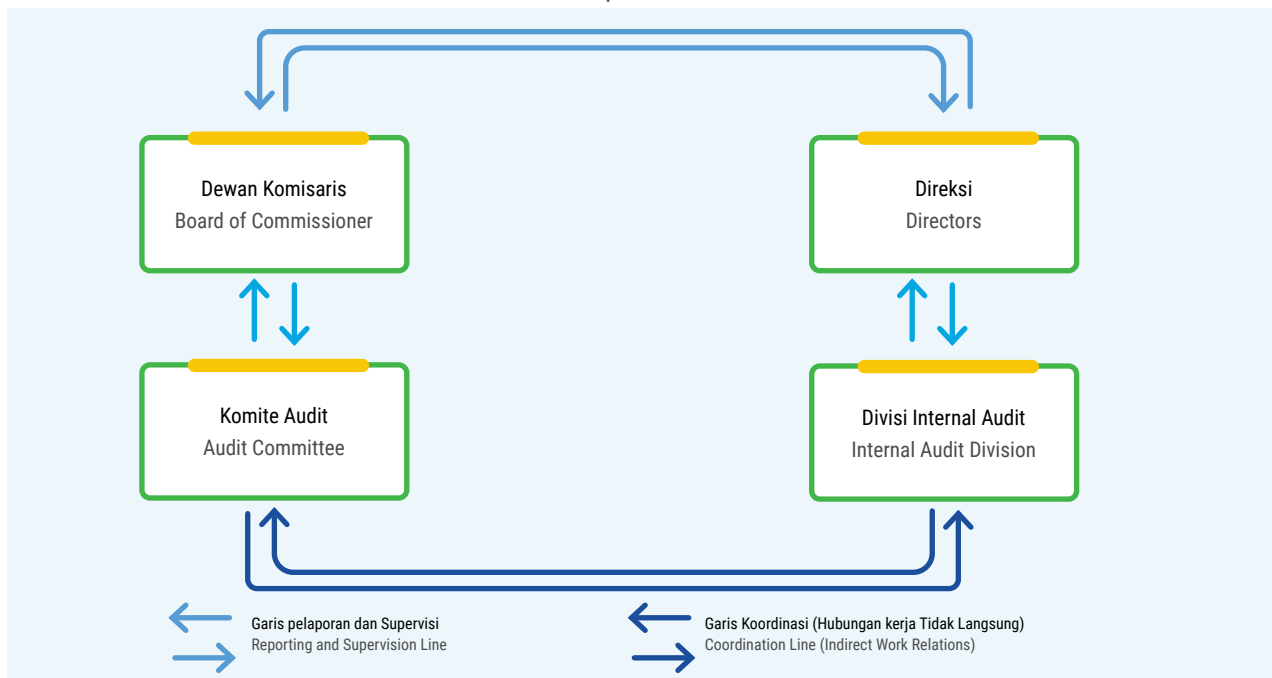 Dewan Komisaris
Board of Commissioner
Direksi
Directors
Komite Audit
Audit Committee
Divisi Internal Audit
Internal Audit Division
Garis pelaporan dan Supervisi
Reporting and Supervision Line
Garis Koordinasi (Hubungan kerja Tidak Langsung)
Coordination Line (Indirect Work Relations)